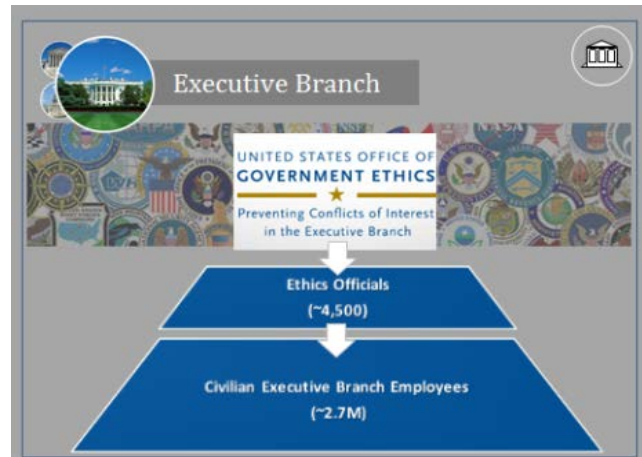 Executive Branch
UNITED STATES OFFICE OF
GOVERNMENT ETHICS
Preventing Conflicts of Interest
in the Executive Branch
Ethics Officials
(~4,500)
Civilian Executive Branch Employees
(~2.7M)